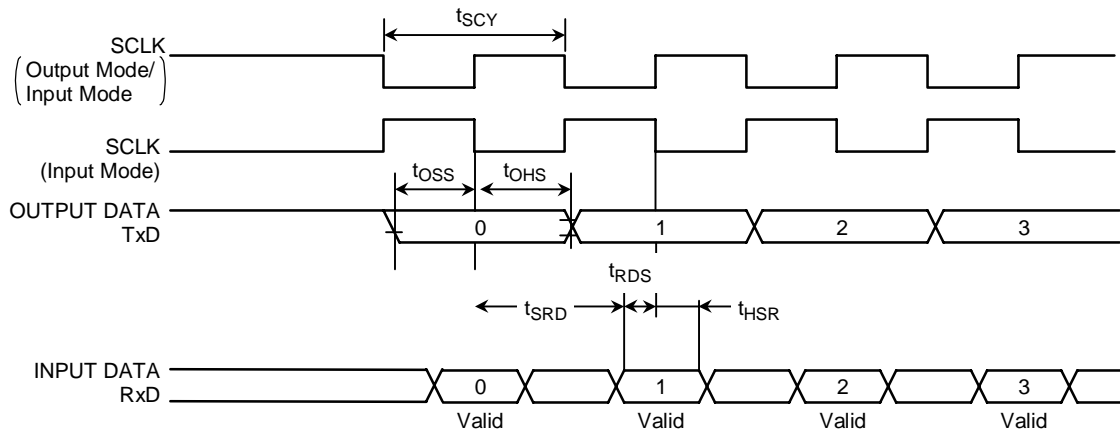 tSCY
SCLK
Output Mode/
Input Mode
SCLK
(Input Mode)
tOSS
tOHS
OUTPUT DATA
TxD
0
1
2
3
tRDS
tSRD
tHSR
INPUT DATA
RxD
0
1
2
3
Valid
Valid
Valid
Valid